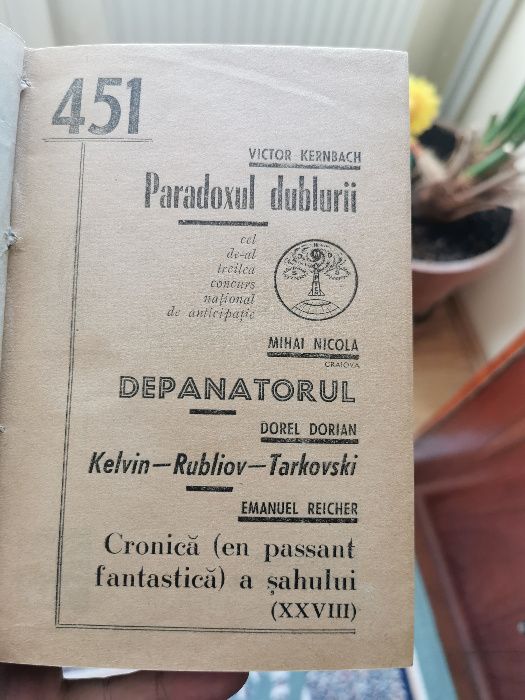 451
VICTOR KERNBACH
Paradoxul dublurii
cel
de-al
treilea
concurs
național
de anticipație
MIHAI NICOLA
CRAIOVA
DEPANATORUL
DOREL DORIAN
Kelvin—Rubliov—Tarkovski
EMANUEL REICHER
Cronică (en passant
fantastică) a șahului
(XXVIII)